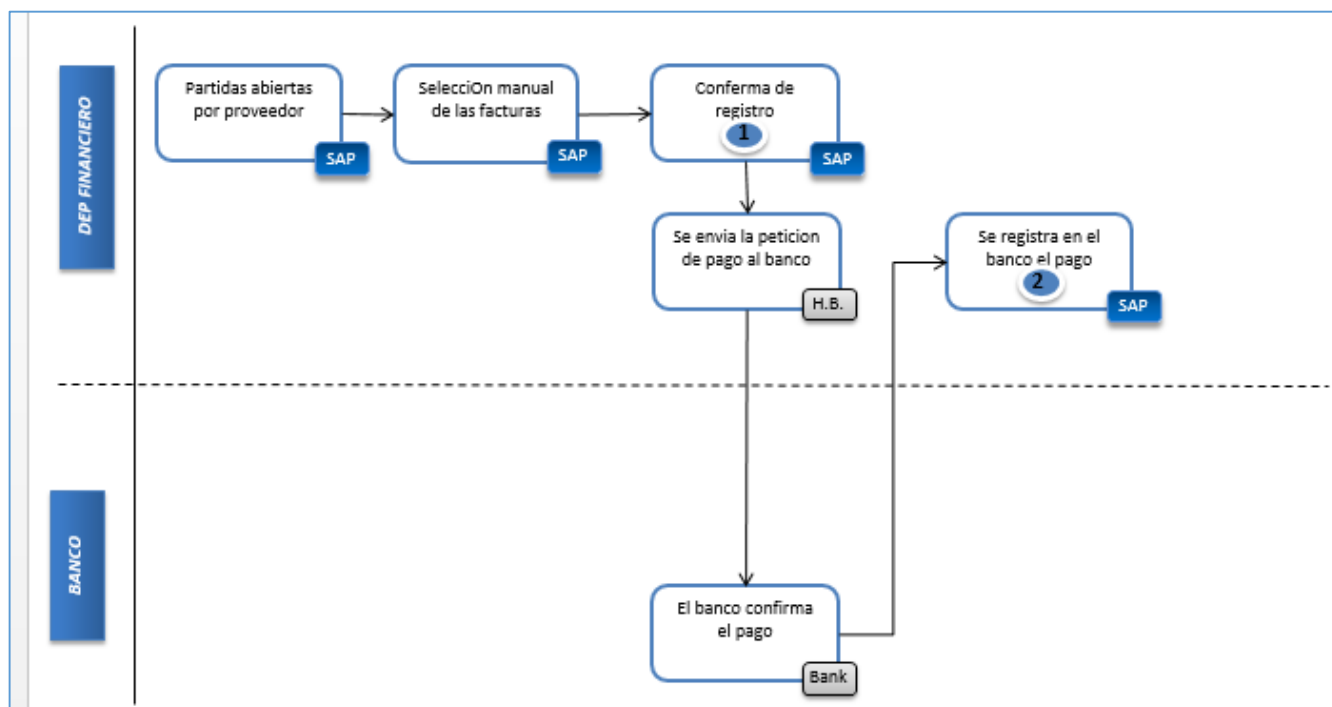 DEP FINANCIERO
Partidas abiertas
por proveedor
SAP
SelecciOn manual
de las facturas
SAP
Conferma de
registro
1
SAP
Se envia la peticion
de pago al banco
H.B.
Se registra en el
banco el pago
2
SAP
BANCO
El banco confirma
el pago
Bank